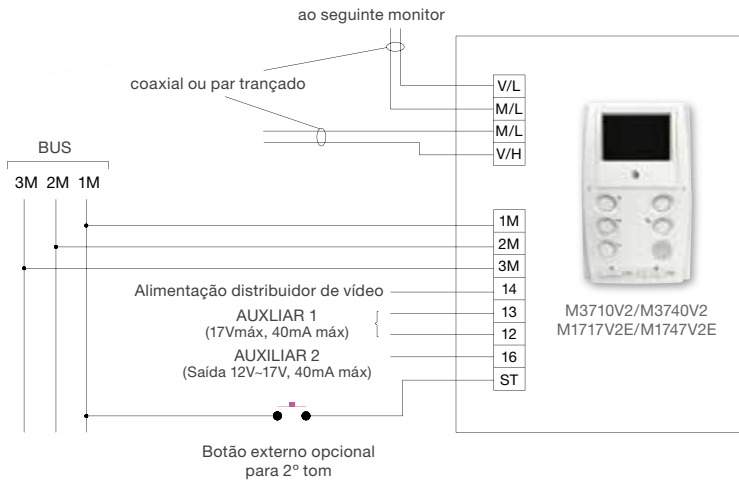 ao seguinte monitor
coaxial ou par trançado
V/L
M/L
M/L
V/H
BUS
3M 2M 1M
1M
2M
3M
Alimentação distribuidor de vídeo
14
AUXLIAR 1
(17Vmáx, 40mA máx)
13
12
AUXILIAR 2
(Saída 12V~17V, 40mA máx)
16
ST
M3710V2/M3740V2
M1717V2E/M1747V2E
Botão externo opcional
para 2º tom